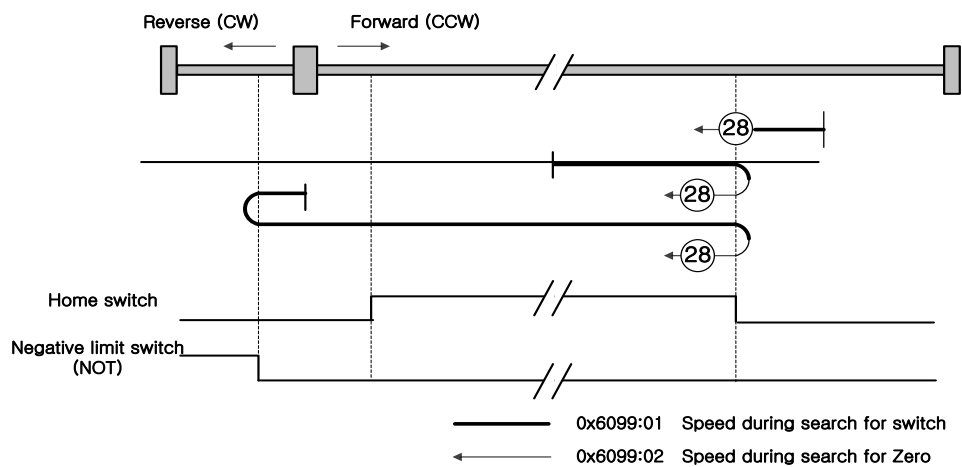 Reverse (CW)
Forward (CCW)
28
28
28
Home switch
Negative limit switch
(NOT)
0x6099:01 Speed during search for switch
0x6099:02 Speed during search for Zero